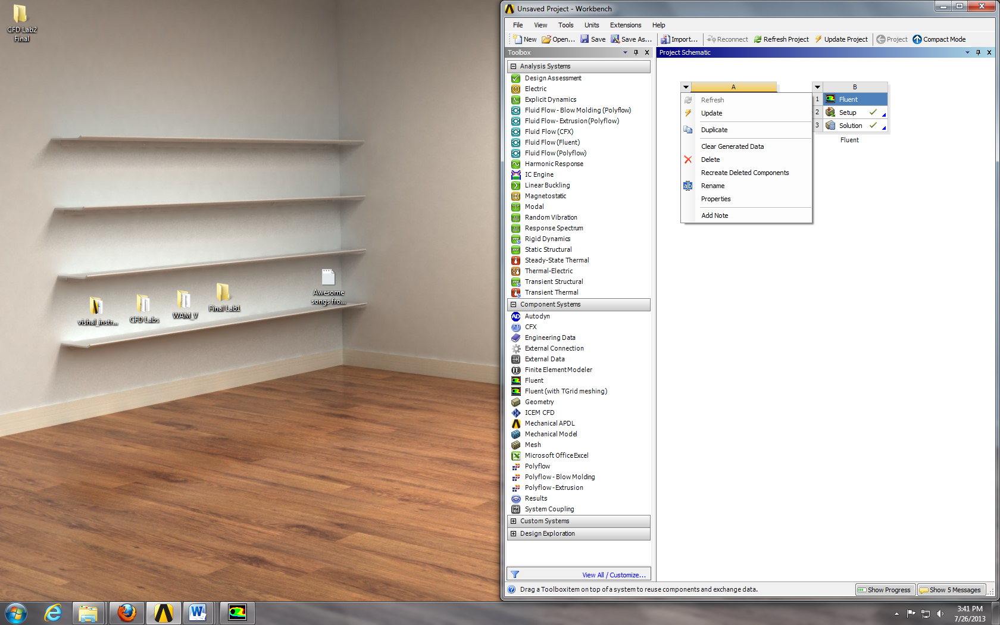 CFD Lab2
Final
vishal_instr...
CFD Labs
WAM_V
Final Lab1
Awesome
songs fro...
Unsaved Project - Workbench
File View Tools Units Extensions Help
New Open... Save Save As... Import... Reconnect Refresh Project Update Project Project Compact Mode
Toolbox
Analysis Systems
Design Assessment
Electric
Explicit Dynamics
Fluid Flow - Blow Molding (Polyflow)
Fluid Flow - Extrusion (Polyflow)
Fluid Flow (CFX)
Fluid Flow (Fluent)
Fluid Flow (Polyflow)
Harmonic Response
IC Engine
Linear Buckling
Magnetostatic
Modal
Random Vibration
Response Spectrum
Rigid Dynamics
Static Structural
Steady-State Thermal
Thermal-Electric
Transient Structural
Transient Thermal
Component Systems
Autodyn
CFX
Engineering Data
External Connection
External Data
Finite Element Modeler
Fluent
Fluent (with TGrid meshing)
Geometry
ICEM CFD
Mechanical APDL
Mechanical Model
Mesh
Microsoft Office Excel
Polyflow
Polyflow - Blow Molding
Polyflow - Extrusion
Results
System Coupling
Custom Systems
Design Exploration
View All / Customize...
Project Schematic
A
Refresh
Update
Duplicate
Clear Generated Data
Delete
Recreate Deleted Components
Rename
Properties
Add Note
B
1 Fluent
2 Setup
3 Solution
Fluent
Drag a Toolbox item on top of a system to reuse components and exchange data.
Show Progress
Show 5 Messages
3:41 PM
7/26/2013